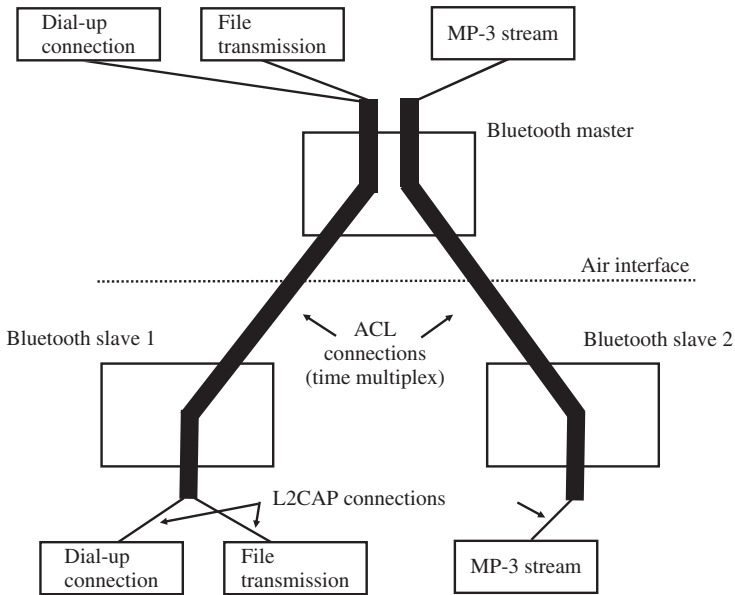 Dial-up
connection
File
transmission
MP-3 stream
Bluetooth master
Air interface
ACL
connections
(time multiplex)
Bluetooth slave 1
Bluetooth slave 2
L2CAP connections
Dial-up
connection
File
transmission
MP-3 stream